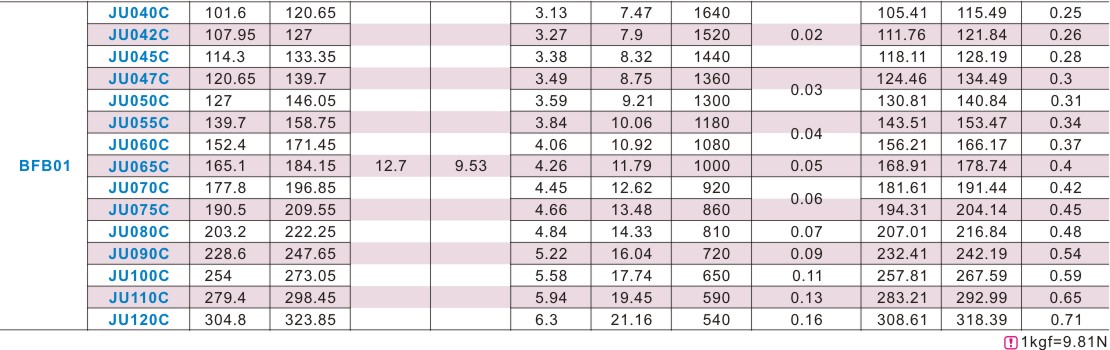 JU040C 101.6 120.65 3.13 7.47 1640 105.41 115.49 0.25
JU042C 107.95 127 3.27 7.9 1520 0.02 111.76 121.84 0.26
JU045C 114.3 133.35 3.38 8.32 1440 118.11 128.19 0.28
JU047C 120.65 139.7 3.49 8.75 1360 124.46 134.49 0.3
0.03
JU050C 127 146.05 3.59 9.21 1300 130.81 140.84 0.31
JU055C 139.7 158.75 3.84 10.06 1180 143.51 153.47 0.34
0.04
JU060C 152.4 171.45 4.06 10.92 1080 156.21 166.17 0.37
BFB01 JU065C 165.1 184.15 12.7 9.53 4.26 11.79 1000 0.05 168.91 178.74 0.4
JU070C 177.8 196.85 4.45 12.62 920 181.61 191.44 0.42
0.06
JU075C 190.5 209.55 4.66 13.48 860 194.31 204.14 0.45
JU080C 203.2 222.25 4.84 14.33 810 0.07 207.01 216.84 0.48
JU090C 228.6 247.65 5.22 16.04 720 0.09 232.41 242.19 0.54
JU100C 254 273.05 5.58 17.74 650 0.11 257.81 267.59 0.59
JU110C 279.4 298.45 5.94 19.45 590 0.13 283.21 292.99 0.65
JU120C 304.8 323.85 6.3 21.16 540 0.16 308.61 318.39 0.71
! 1kgf=9.81N